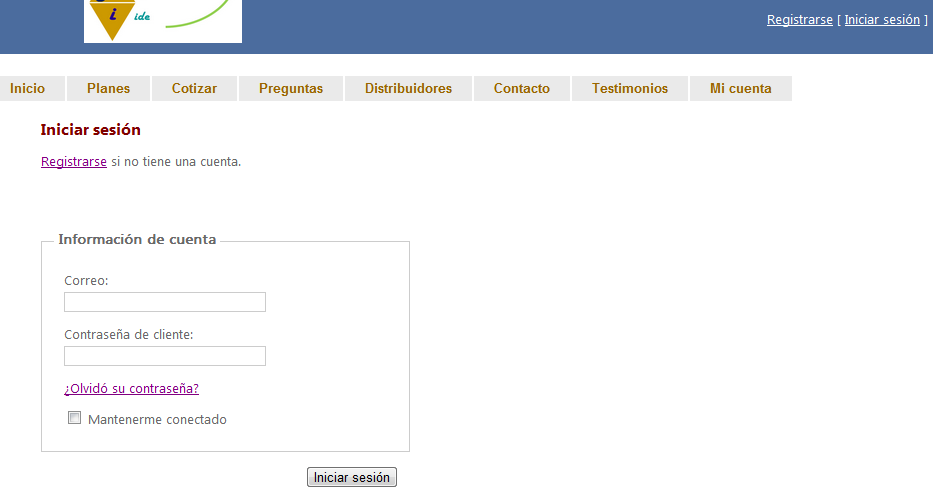 i ide
Registrarse [ Iniciar sesión ]
Inicio Planes Cotizar Preguntas Distribuidores Contacto Testimonios Mi cuenta
Iniciar sesión
Registrarse si no tiene una cuenta.
Información de cuenta
Correo:
Contraseña de cliente:
¿Olvidó su contraseña?
Mantenerme conectado
Iniciar sesión